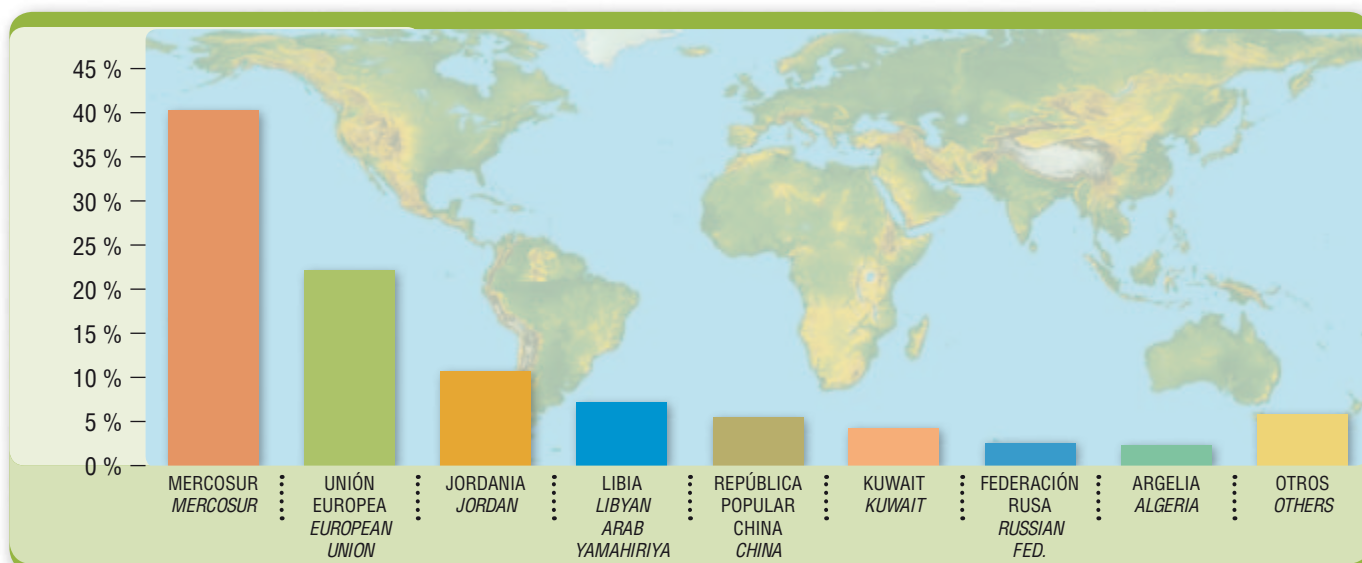 45 %
40 %
35 %
30 %
25 %
20 %
15 %
10 %
5 %
0 %
MERCOSUR
MERCOSUR
UNIÓN
EUROPEA
EUROPEAN
UNION
JORDANIA
JORDAN
LIBIA
LIBYAN
ARAB
YAMAHIRIYA
REPÚBLICA
POPULAR
CHINA
CHINA
KUWAIT
KUWAIT
FEDERACIÓN
RUSA
RUSSIAN
FED.
ARGELIA
ALGERIA
OTROS
OTHERS